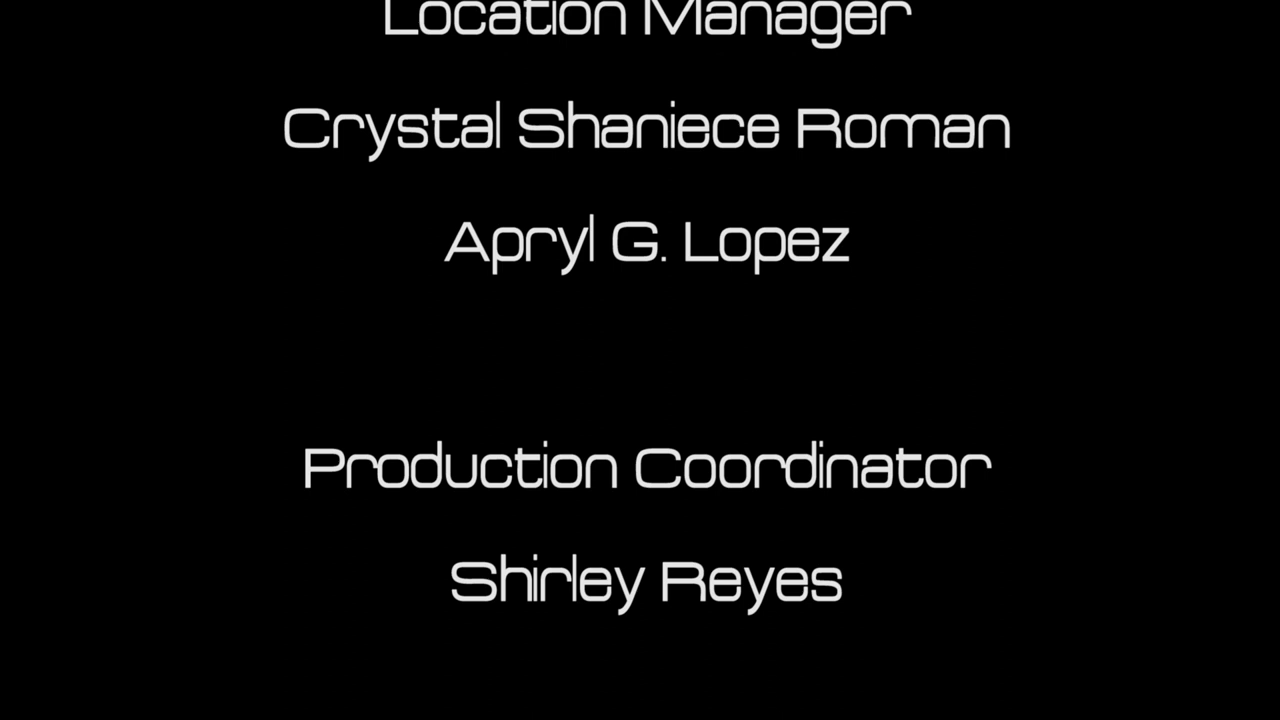 Location Manager
Crystal Shaniece Roman
Apryl G. Lopez
Production Coordinator
Shirley Reyes